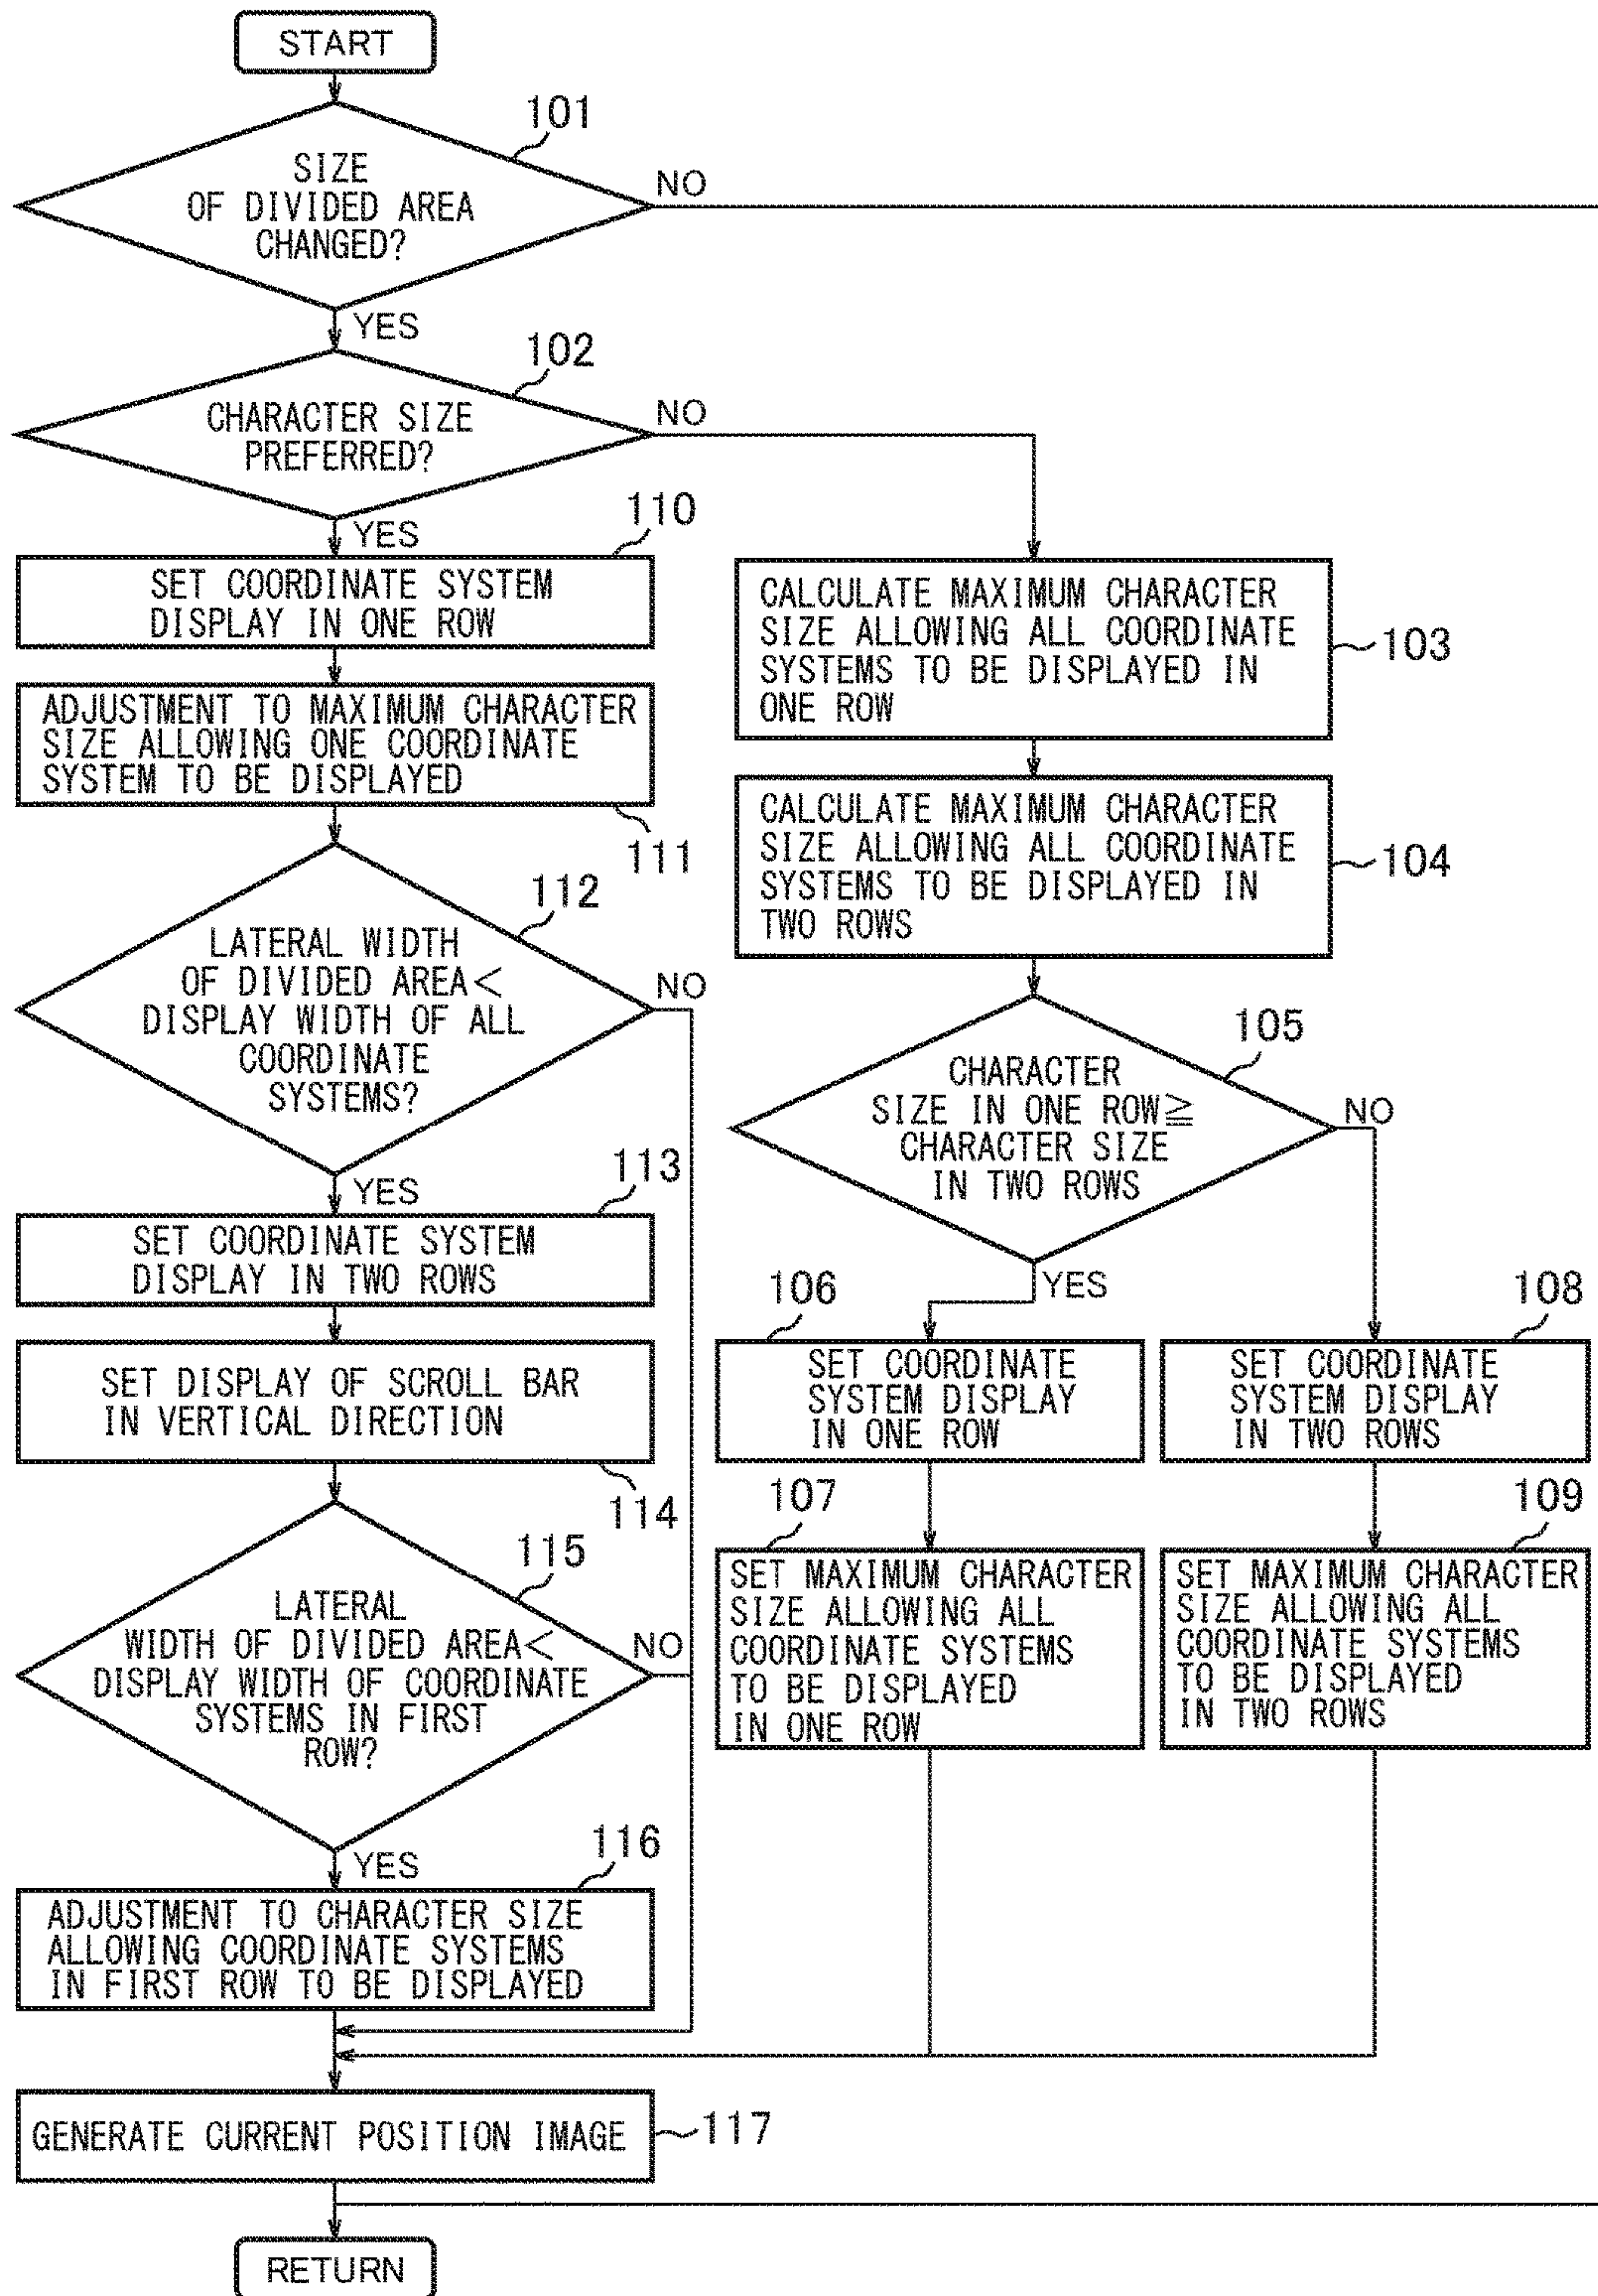 START
101
SIZE
OF DIVIDED AREA
CHANGED?
NO
YES
102
CHARACTER SIZE
PREFERRED?
NO
YES
110
SET COORDINATE SYSTEM
DISPLAY IN ONE ROW
ADJUSTMENT TO MAXIMUM CHARACTER
SIZE ALLOWING ONE COORDINATE
SYSTEM TO BE DISPLAYED
111
112
LATERAL WIDTH
OF DIVIDED AREA<
DISPLAY WIDTH OF ALL
COORDINATE
SYSTEMS?
NO
YES
113
SET COORDINATE SYSTEM
DISPLAY IN TWO ROWS
SET DISPLAY OF SCROLL BAR
IN VERTICAL DIRECTION
114
115
LATERAL
WIDTH OF DIVIDED AREA<
DISPLAY WIDTH OF COORDINATE
SYSTEMS IN FIRST
ROW?
NO
YES
116
ADJUSTMENT TO CHARACTER SIZE
ALLOWING COORDINATE SYSTEMS
IN FIRST ROW TO BE DISPLAYED
CALCULATE MAXIMUM CHARACTER
SIZE ALLOWING ALL COORDINATE
SYSTEMS TO BE DISPLAYED IN
ONE ROW
103
CALCULATE MAXIMUM CHARACTER
SIZE ALLOWING ALL COORDINATE
SYSTEMS TO BE DISPLAYED IN
TWO ROWS
104
105
CHARACTER
SIZE IN ONE ROW≧
CHARACTER SIZE
IN TWO ROWS
NO
YES
106
SET COORDINATE
SYSTEM DISPLAY
IN ONE ROW
107
SET MAXIMUM CHARACTER
SIZE ALLOWING ALL
COORDINATE SYSTEMS
TO BE DISPLAYED
IN ONE ROW
108
SET COORDINATE
SYSTEM DISPLAY
IN TWO ROWS
109
SET MAXIMUM CHARACTER
SIZE ALLOWING ALL
COORDINATE SYSTEMS
TO BE DISPLAYED
IN TWO ROWS
GENERATE CURRENT POSITION IMAGE
117
RETURN